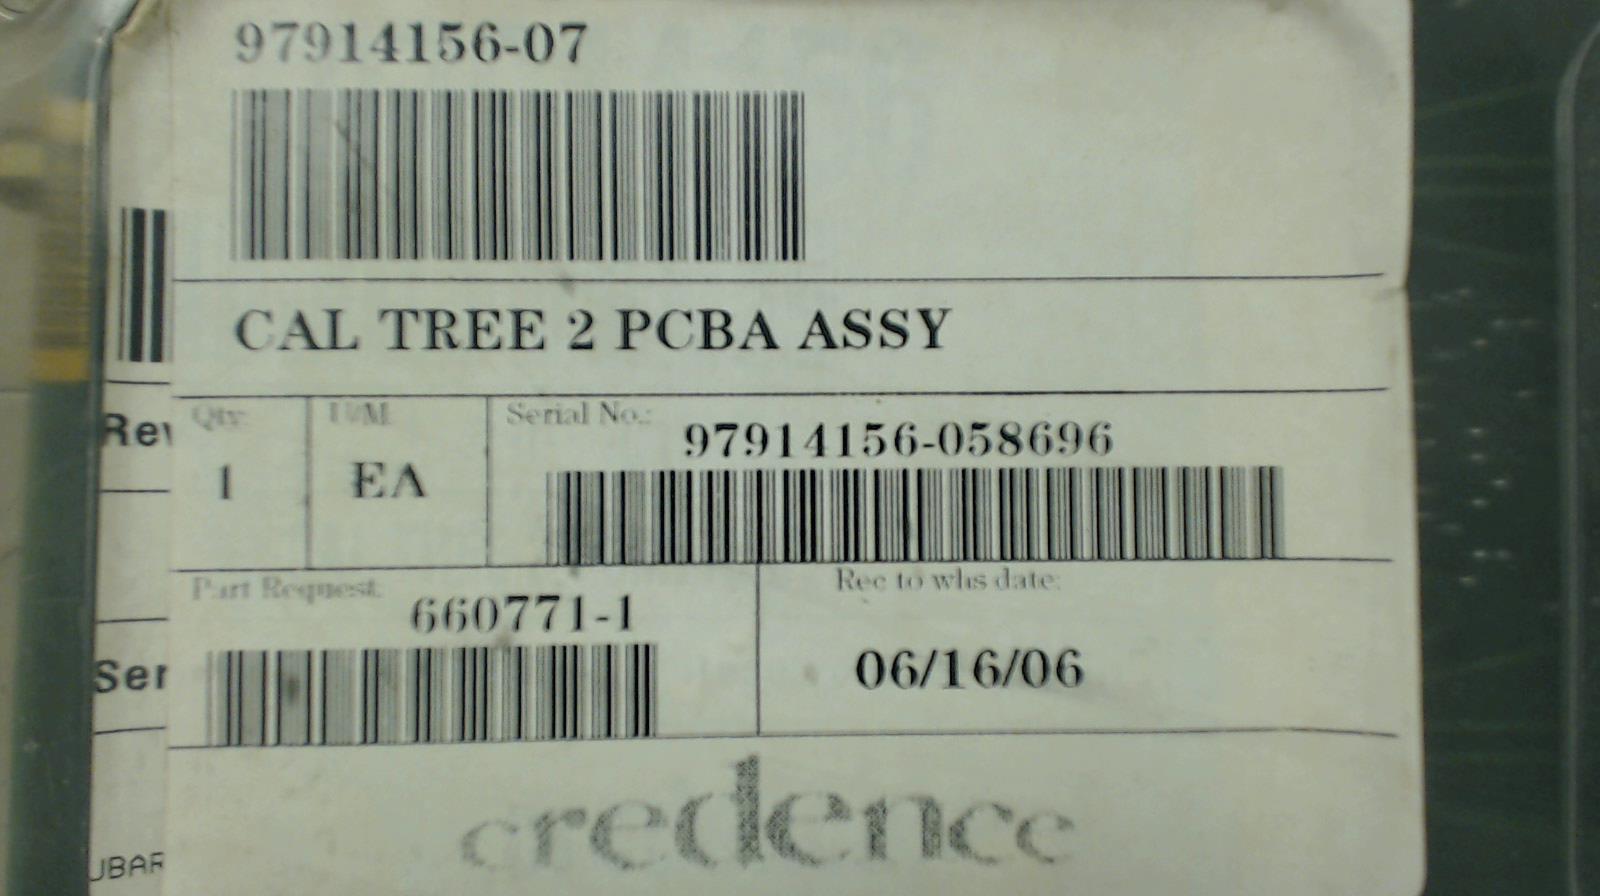 97914156-07
CAL TREE 2 PCBA ASSY
Qty: U/M Serial No.:
97914156-058696
1 EA
Part Request: Rec to whs date:
660771-1
06/16/06
credence
Rev
Ser
UBAR